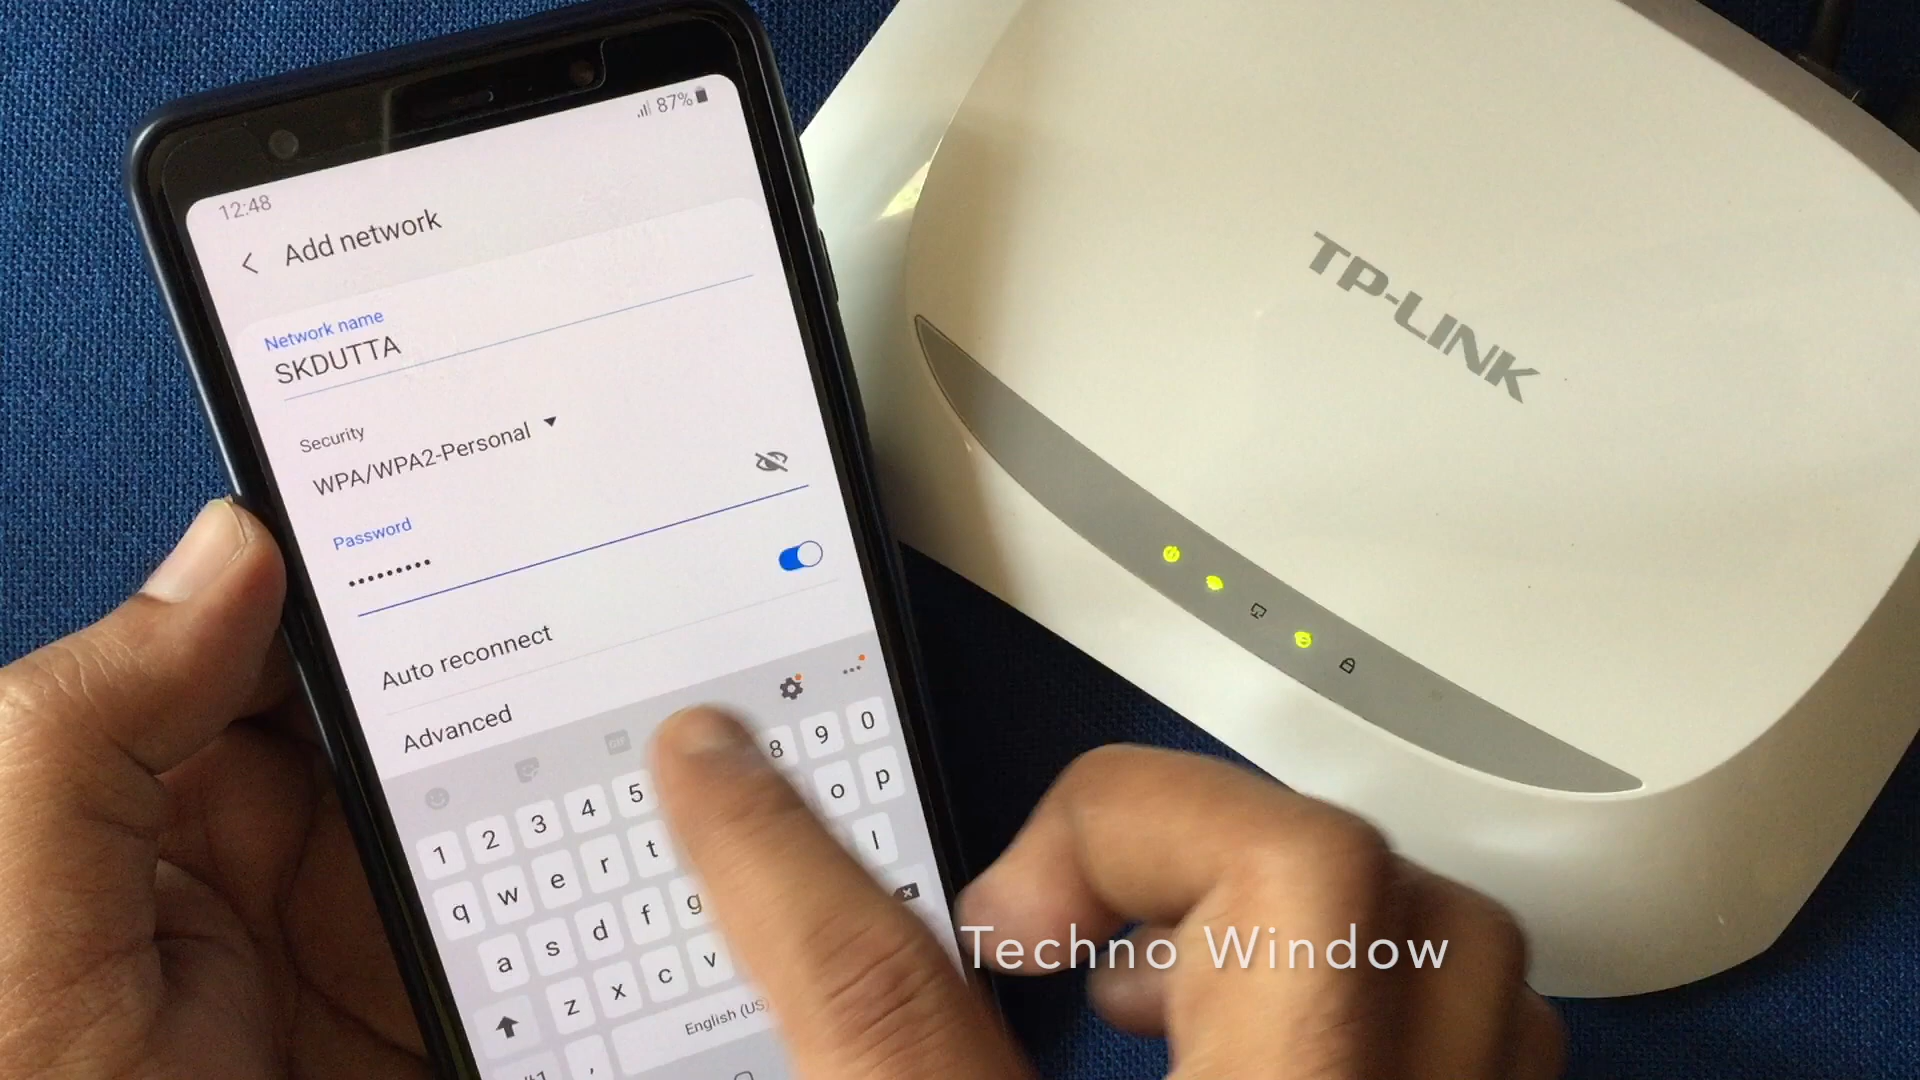 12:48
87%
Add network
Network name
SKDUTTA
Security
WPA/WPA2-Personal
Password
•••••••••
Auto reconnect
Advanced
GIF
1 2 3 4 5 8 9 0
q w e r t o p
a s d f g l
z x c v
,
English (US)
TP-LINK
Techno Window